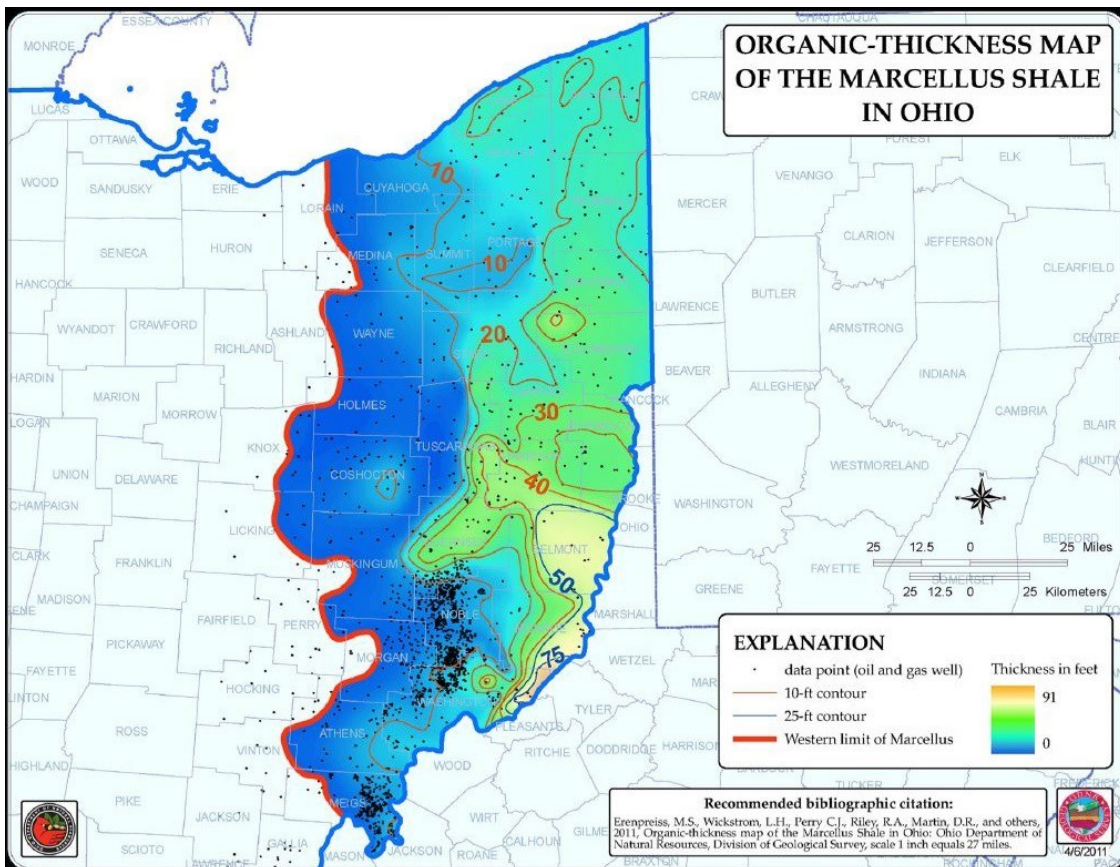 ORGANIC-THICKNESS MAP
OF THE MARCELLUS SHALE
IN OHIO
ESSEX COUNTY
CHAUTAUQUA
MONROE
LUCAS
OTTAWA
WOOD
SANDUSKY
ERIE
LORAIN
CUYAHOGA
10
FOREST
ELK
VENANGO
MERCER
CLARION
JEFFERSON
CLEARFIELD
SENECA
HURON
MEDINA
SUMMIT
PORTAGE
10
HANCOCK
LAWRENCE
BUTLER
ARMSTRONG
WYANDOT
CRAWFORD
RICHLAND
ASHLAND
WAYNE
20
CENTRE
HARDIN
MARION
MORROW
HOLMES
BEAVER
ALLEGHENY
INDIANA
CAMBRIA
BLAIR
LOGAN
KNOX
30
HANCOCK
UNION
DELAWARE
COSHOCTON
TUSCARAWAS
40
WESTMORELAND
CHAMPAIGN
LICKING
BROOKE
OHIO
WASHINGTON
BEDFORD
CLARK
FRANKLIN
MUSKINGUM
BELMONT
50
GREENE
FAYETTE
SOMERSET
25 12.5 0 25 Miles
25 12.5 0 25 Kilometers
MADISON
FAIRFIELD
PERRY
NOBLE
MARSHALL
PICKAWAY
MORGAN
75
WETZEL
FAYETTE
HOCKING
WASHINGTON
TYLER
PLEASANTS
CLINTON
ROSS
ATHENS
VINTON
WOOD
RITCHIE
DODDRIDGE
HARRISON
HIGHLAND
PIKE
JACKSON
MEIGS
SCIOTO
LAWRENCE
GALLIA
MASON
JACKSON
ROANE
CALHOUN
BRAXTON
TUCKER
ROCKINGHAM
EXPLANATION
data point (oil and gas well)
10-ft contour
25-ft contour
Western limit of Marcellus
Thickness in feet
91
0
Recommended bibliographic citation:
Erenpreiss, M.S., Wickstrom, L.H., Perry C.J., Riley, R.A., Martin, D.R., and others,
2011, Organic-thickness map of the Marcellus Shale in Ohio: Ohio Department of
Natural Resources, Division of Geological Survey, scale 1 inch equals 27 miles.
4/6/2011